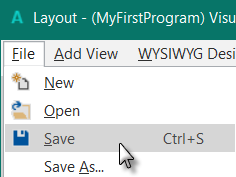 Layout - (MyFirstProgram) Visu
File Add View WYSIWYG Desi
New
Open
Save Ctrl+S
Save As...